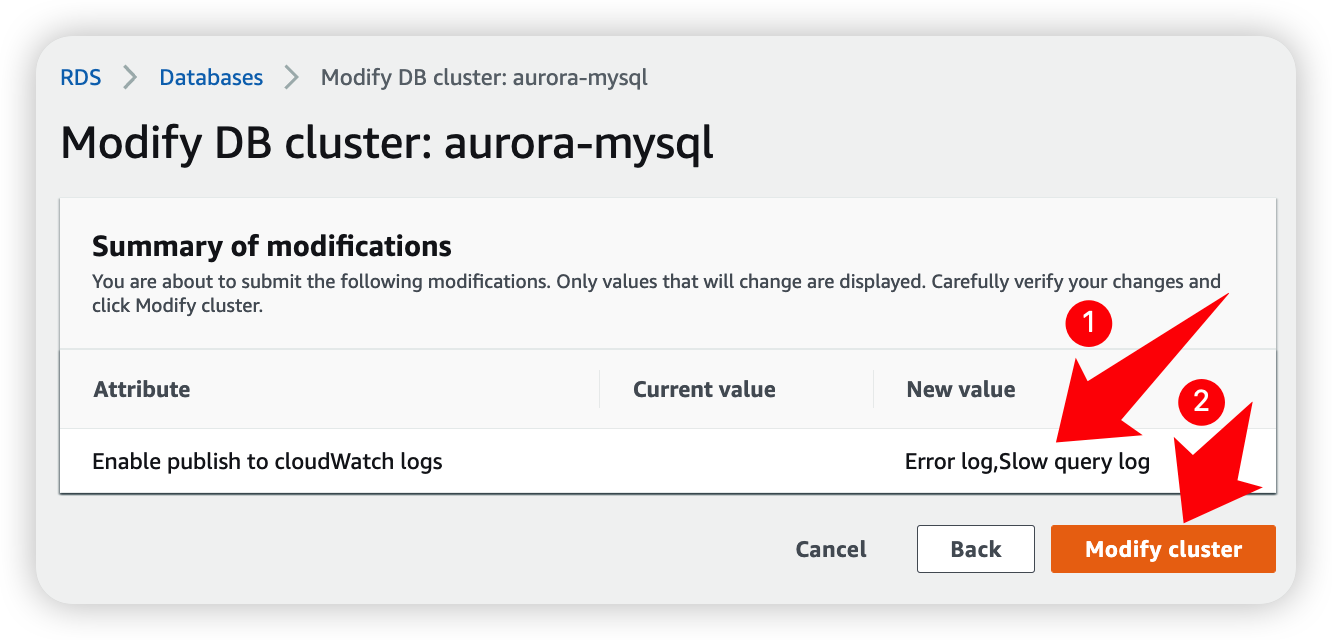 RDS > Databases > Modify DB cluster: aurora-mysql
Modify DB cluster: aurora-mysql
Summary of modifications
You are about to submit the following modifications. Only values that will change are displayed. Carefully verify your changes and
click Modify cluster.
1
2
Attribute Current value New value
Enable publish to cloudWatch logs Error log,Slow query log
Cancel Back Modify cluster